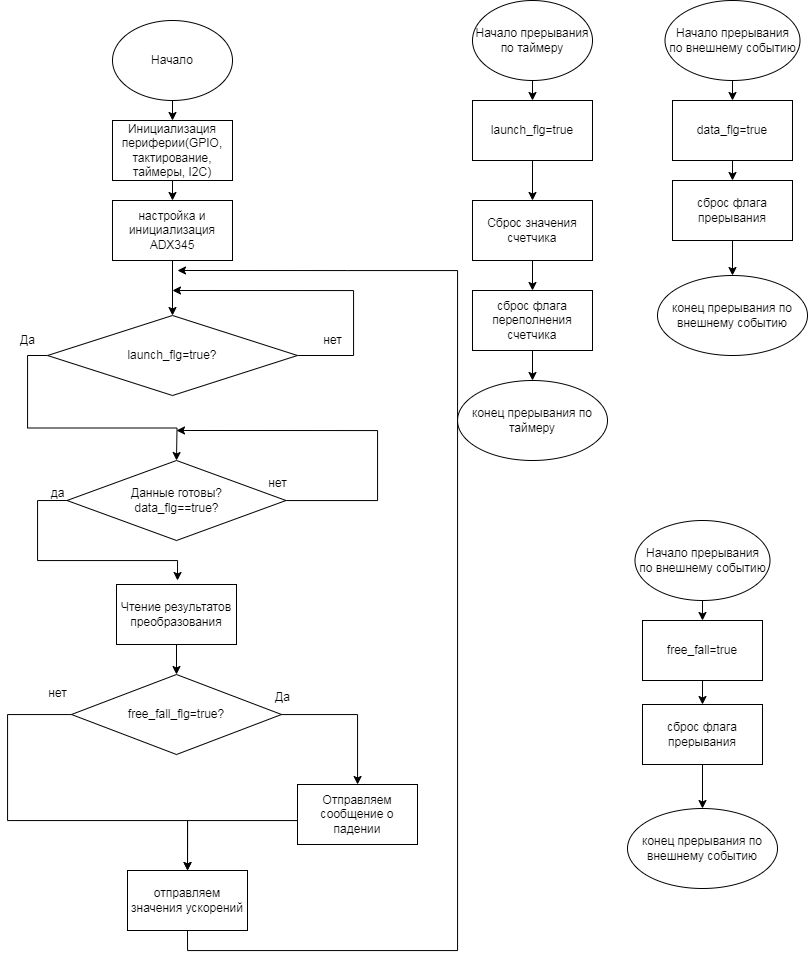 Начало
Инициализация
периферии(GPIO,
тактирование,
таймеры, I2C)
настройка и
инициализация
ADX345
Да
launch_flg=true?
нет
да
Данные готовы?
data_flg==true?
нет
Чтение результатов
преобразования
нет
free_fall_flg=true?
Да
Отправляем
сообщение о
падении
отправляем
значения ускорений
Начало прерывания
по таймеру
launch_flg=true
Сброс значения
счетчика
сброс флага
переполнения
счетчика
конец прерывания по
таймеру
Начало прерывания
по внешнему событию
data_flg=true
сброс флага
прерывания
конец прерывания по
внешнему событию
Начало прерывания
по внешнему событию
free_fall=true
сброс флага
прерывания
конец прерывания по
внешнему событию